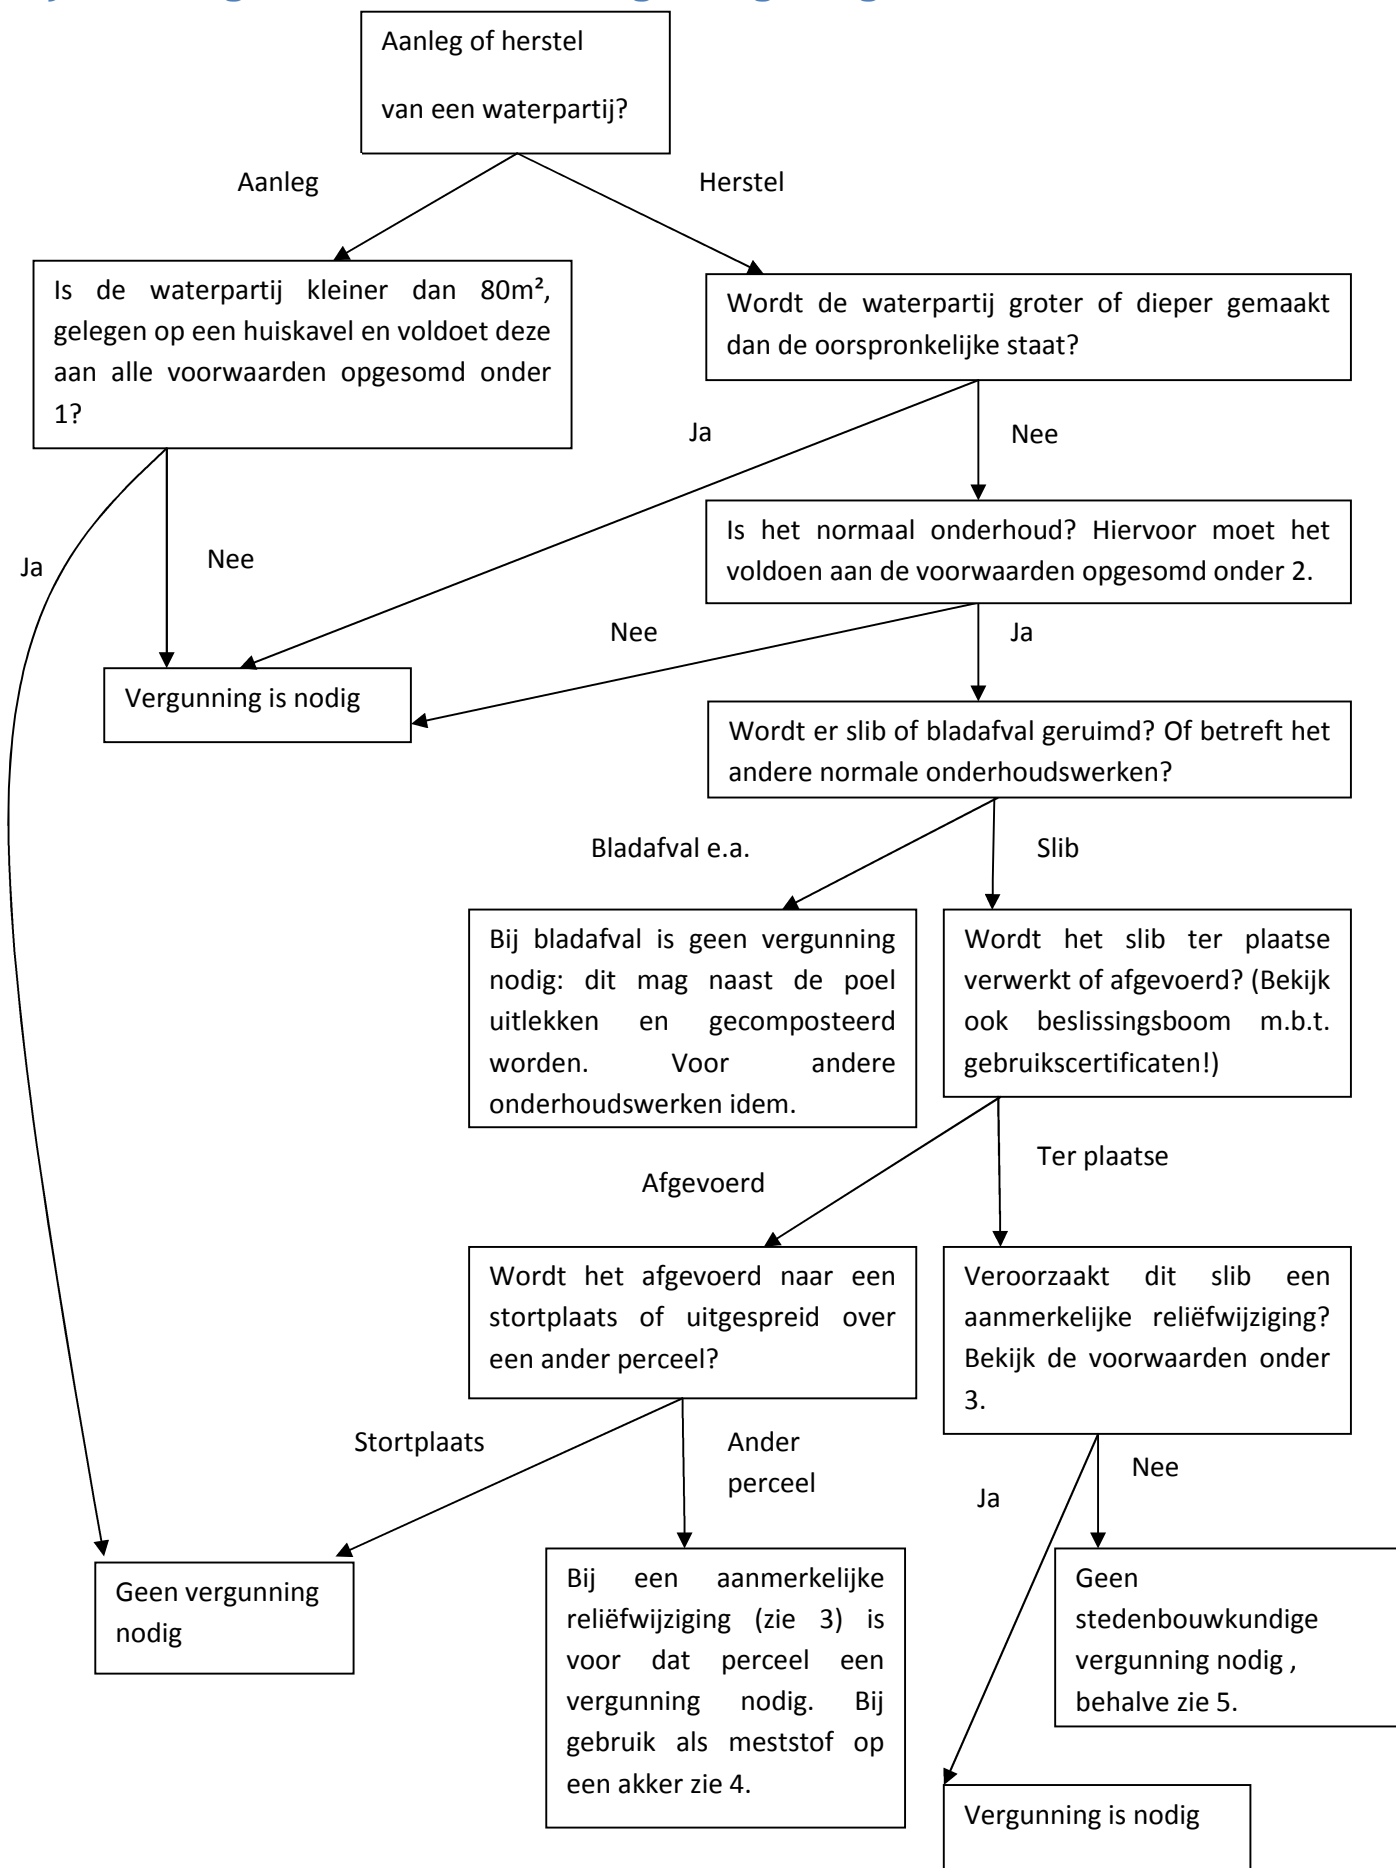 Aanleg of herstel
van een waterpartij?
Aanleg
Herstel
Is de waterpartij kleiner dan 80m²,
gelegen op een huiskavel en voldoet deze
aan alle voorwaarden opgesomd onder
1?
Wordt de waterpartij groter of dieper gemaakt
dan de oorspronkelijke staat?
Ja
Nee
Is het normaal onderhoud? Hiervoor moet het
voldoen aan de voorwaarden opgesomd onder 2.
Ja
Nee
Nee
Ja
Vergunning is nodig
Wordt er slib of bladafval geruimd? Of betreft het
andere normale onderhoudswerken?
Bladafval e.a.
Slib
Bij bladafval is geen vergunning
nodig: dit mag naast de poel
uitlekken en gecomposteerd
worden. Voor andere
onderhoudswerken idem.
Wordt het slib ter plaatse
verwerkt of afgevoerd? (Bekijk
ook beslissingsboom m.b.t.
gebruikscertificaten!)
Afgevoerd
Ter plaatse
Wordt het afgevoerd naar een
stortplaats of uitgespreid over
een ander perceel?
Veroorzaakt dit slib een
aanmerkelijke reliëfwijziging?
Bekijk de voorwaarden onder
3.
Stortplaats
Ander
perceel
Ja
Nee
Geen vergunning
nodig
Bij een aanmerkelijke
reliëfwijziging (zie 3) is
voor dat perceel een
vergunning nodig. Bij
gebruik als meststof op
een akker zie 4.
Geen
stedenbouwkundige
vergunning nodig ,
behalve zie 5.
Vergunning is nodig